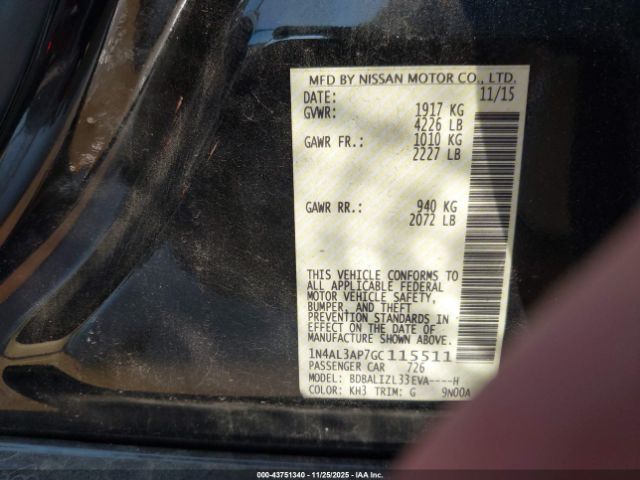 MFD BY NISSAN MOTOR CO., LTD.
DATE: 11/15
GVWR: 1917 KG
4226 LB
GAWR FR.: 1010 KG
2227 LB
GAWR RR.: 940 KG
2072 LB
THIS VEHICLE CONFORMS TO
ALL APPLICABLE FEDERAL
MOTOR VEHICLE SAFETY,
BUMPER, AND THEFT
PREVENTION STANDARDS IN
EFFECT ON THE DATE OF
MANUFACTURE SHOWN ABOVE.
1N4AL3AP7GC115511
PASSENGER CAR 726
MODEL: BDBALIZL33EVA----H
COLOR: KH3 TRIM: G 9N00A
000-43751340 - 11/25/2025 - IAA Inc.